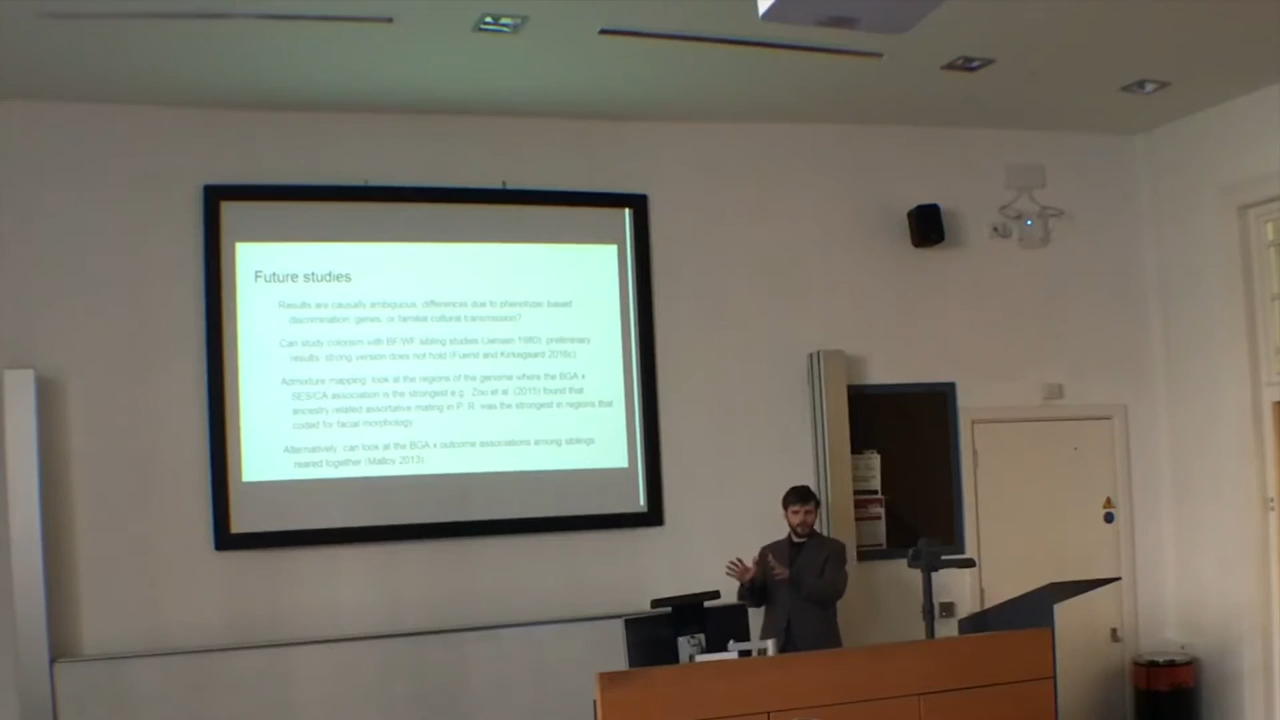 Future studies
Results are causally ambiguous, differences due to phenotypic based
discrimination, genes, or familial cultural transmission?
Can study colorism with BF/WF sibling studies (Jensen 1980), preliminary
results: strong version does not hold (Fuerst and Kirkegaard 2016c)
Admixture mapping: look at the regions of the genome where the BGA x
SES/CA association is the strongest e.g. Zou et al. (2015) found that
ancestry related assortative mating in P. R. was the strongest in regions that
coded for facial morphology
Alternatively, can look at the BGA x outcome associations among siblings
reared together (Malloy 2013).